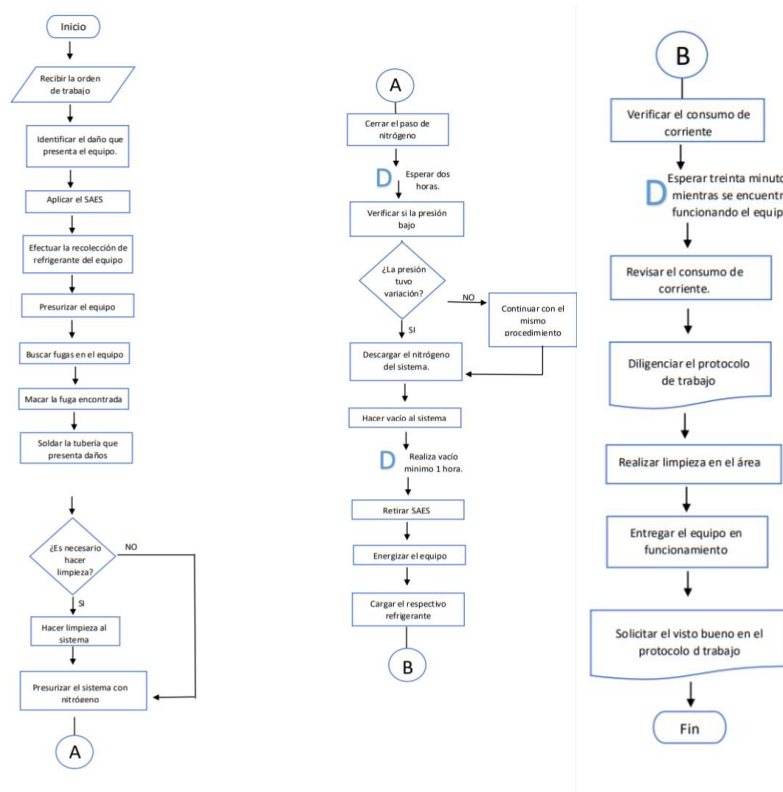 Inicio
Recibir la orden
de trabajo
Identificar el daño que
presenta el equipo.
Aplicar el SAES
Efectuar la recolección de
refrigerante del equipo
Presurizar el equipo
Buscar fugas en el equipo
Macar la fuga encontrada
Soldar la tubería que
presenta daños
¿Es necesario
hacer
limpieza?
NO
SI
Hacer limpieza al
sistema
Presurizar el sistema con
nitrógeno
A
A
Cerrar el paso de
nitrógeno
D
Esperar dos
horas.
Verificar si la presión
bajo
¿La presión
tuvo
variación?
NO
Continuar con el
mismo
procedimiento
SI
Descargar el nitrógeno
del sistema.
Hacer vacío al sistema
D
Realiza vacío
minimo 1 hora.
Retirar SAES
Energizar el equipo
Cargar el respectivo
refrigerante
B
B
Verificar el consumo de
corriente
D
Esperar treinta minuto
mientras se encuentr
funcionando el equip
Revisar el consumo de
corriente.
Diligenciar el protocolo
de trabajo
Realizar limpieza en el área
Entregar el equipo en
funcionamiento
Solicitar el visto bueno en el
protocolo d trabajo
Fin